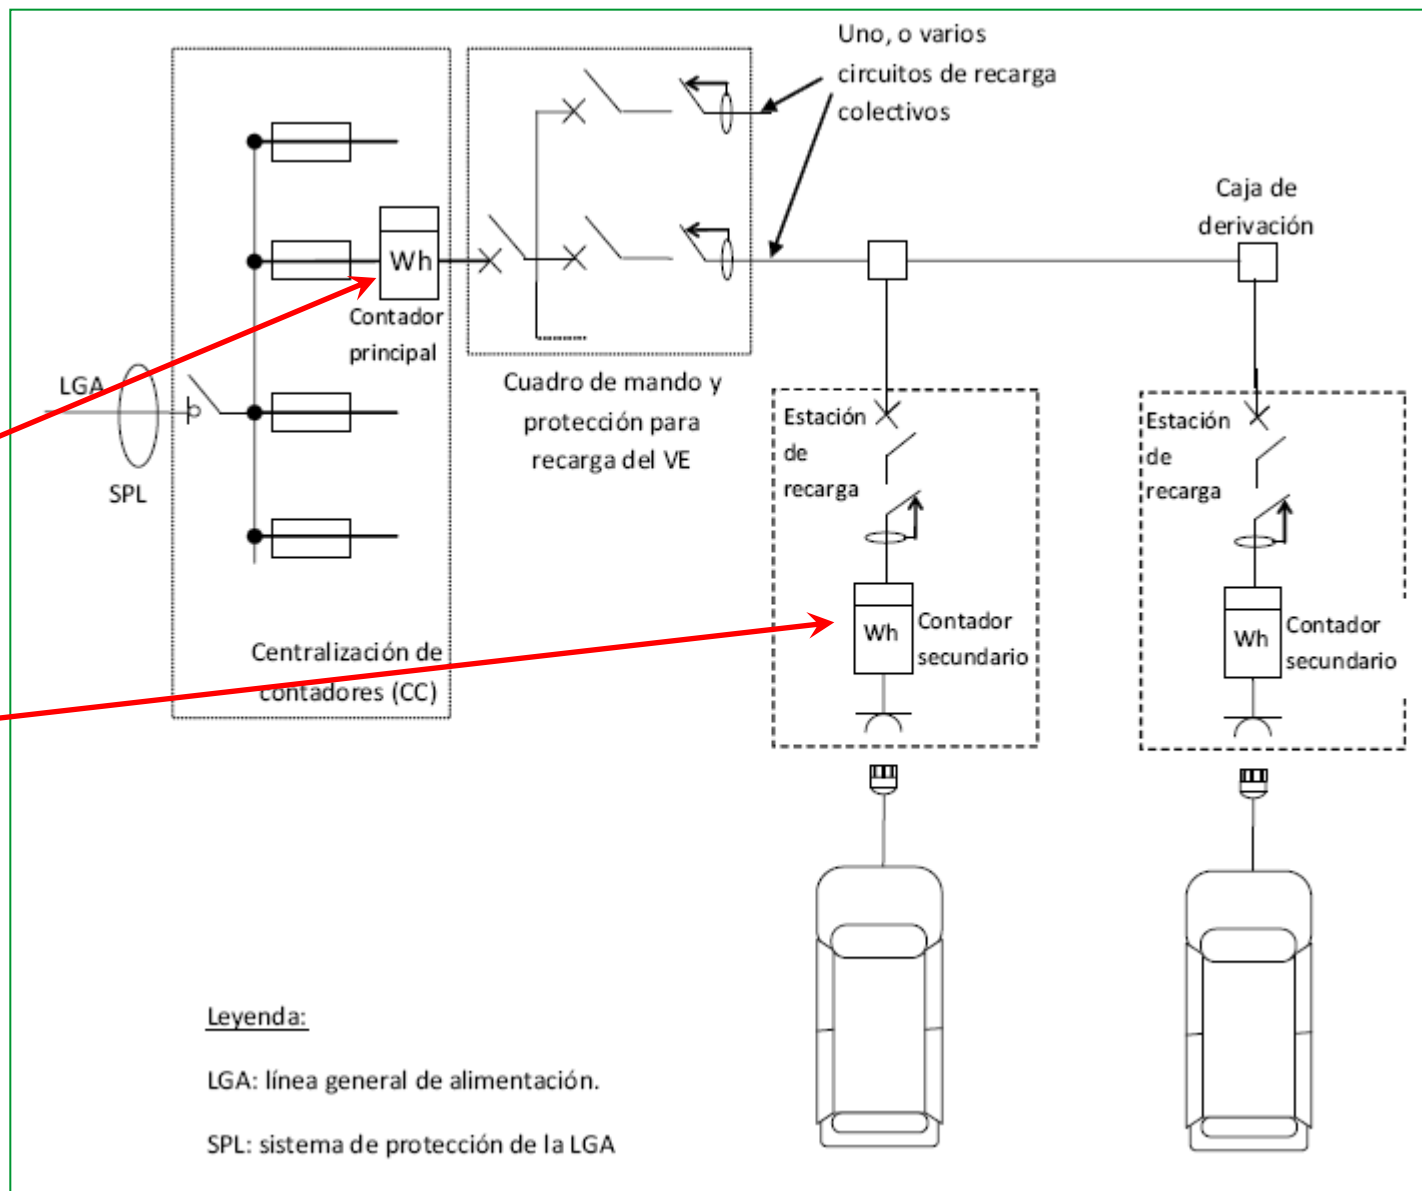 Uno, o varios
circuitos de recarga
colectivos
Caja de
derivación
Wh
Contador
principal
LGA
SPL
Cuadro de mando y
protección para
recarga del VE
Estación
de
recarga
Estación
de
recarga
Wh
Contador
secundario
Wh
Contador
secundario
Centralización de
contadores (CC)
Leyenda:
LGA: línea general de alimentación.
SPL: sistema de protección de la LGA